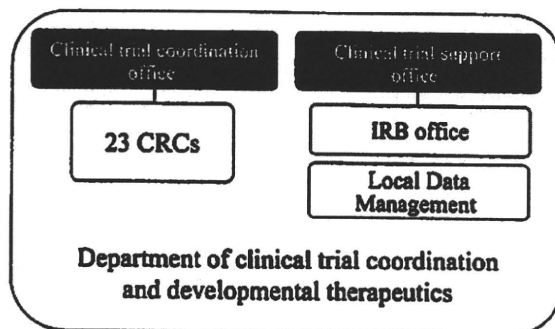 Clinical trial coordination
office
23 CRCs
Clinical trial support
office
IRB office
Local Data
Management
Department of clinical trial coordination
and developmental therapeutics